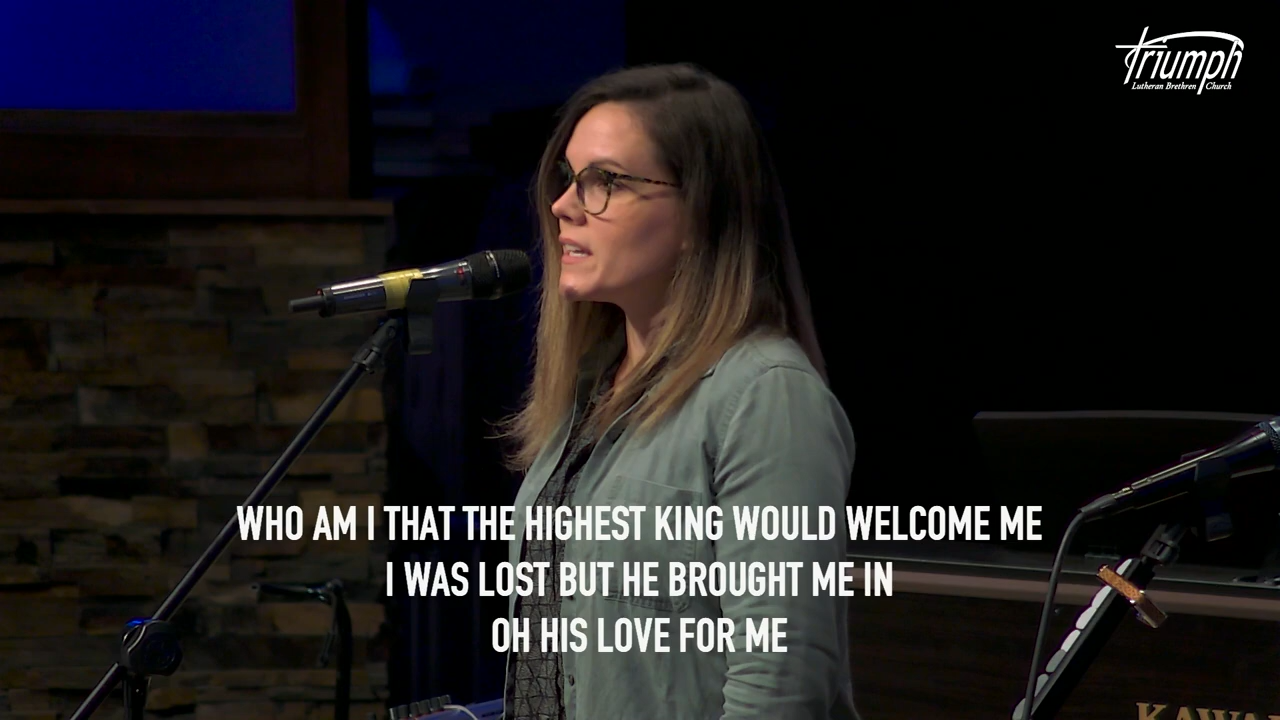 Triumph
Lutheran Brethren Church
WHO AM I THAT THE HIGHEST KING WOULD WELCOME ME
I WAS LOST BUT HE BROUGHT ME IN
OH HIS LOVE FOR ME